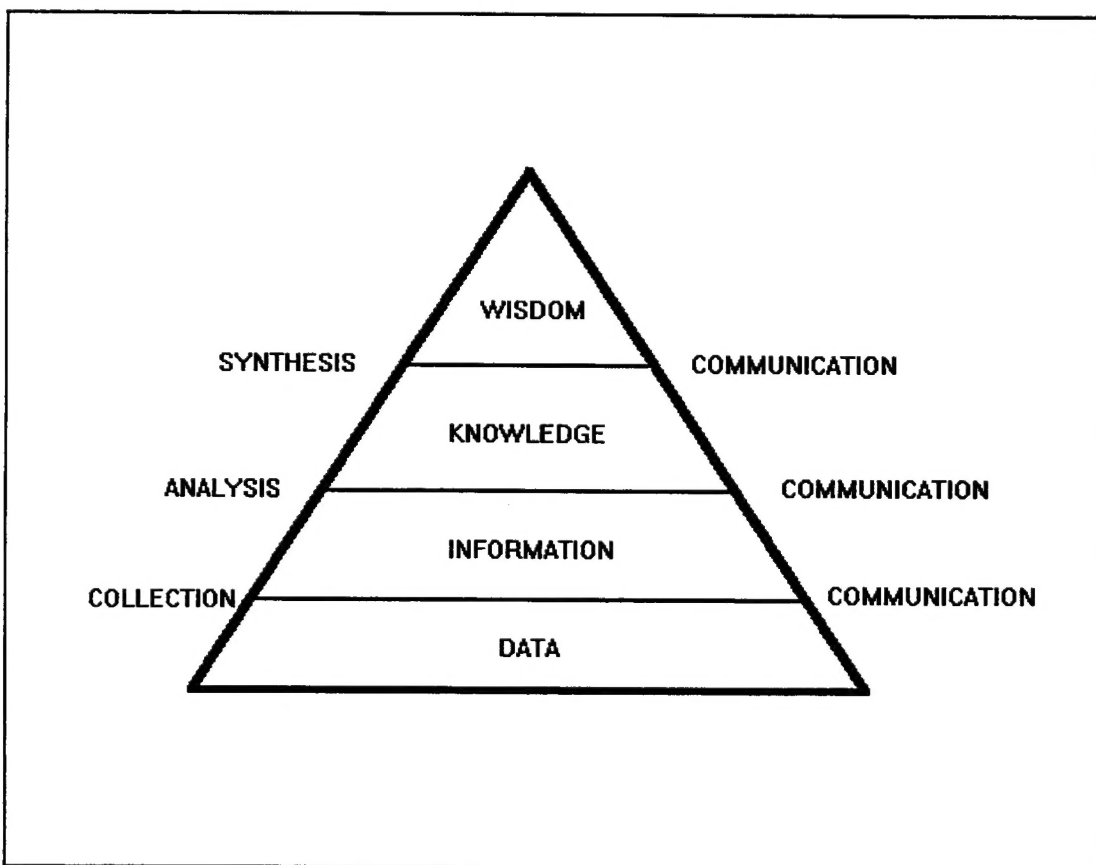 WISDOM
SYNTHESIS COMMUNICATION
KNOWLEDGE
ANALYSIS COMMUNICATION
INFORMATION
COLLECTION COMMUNICATION
DATA